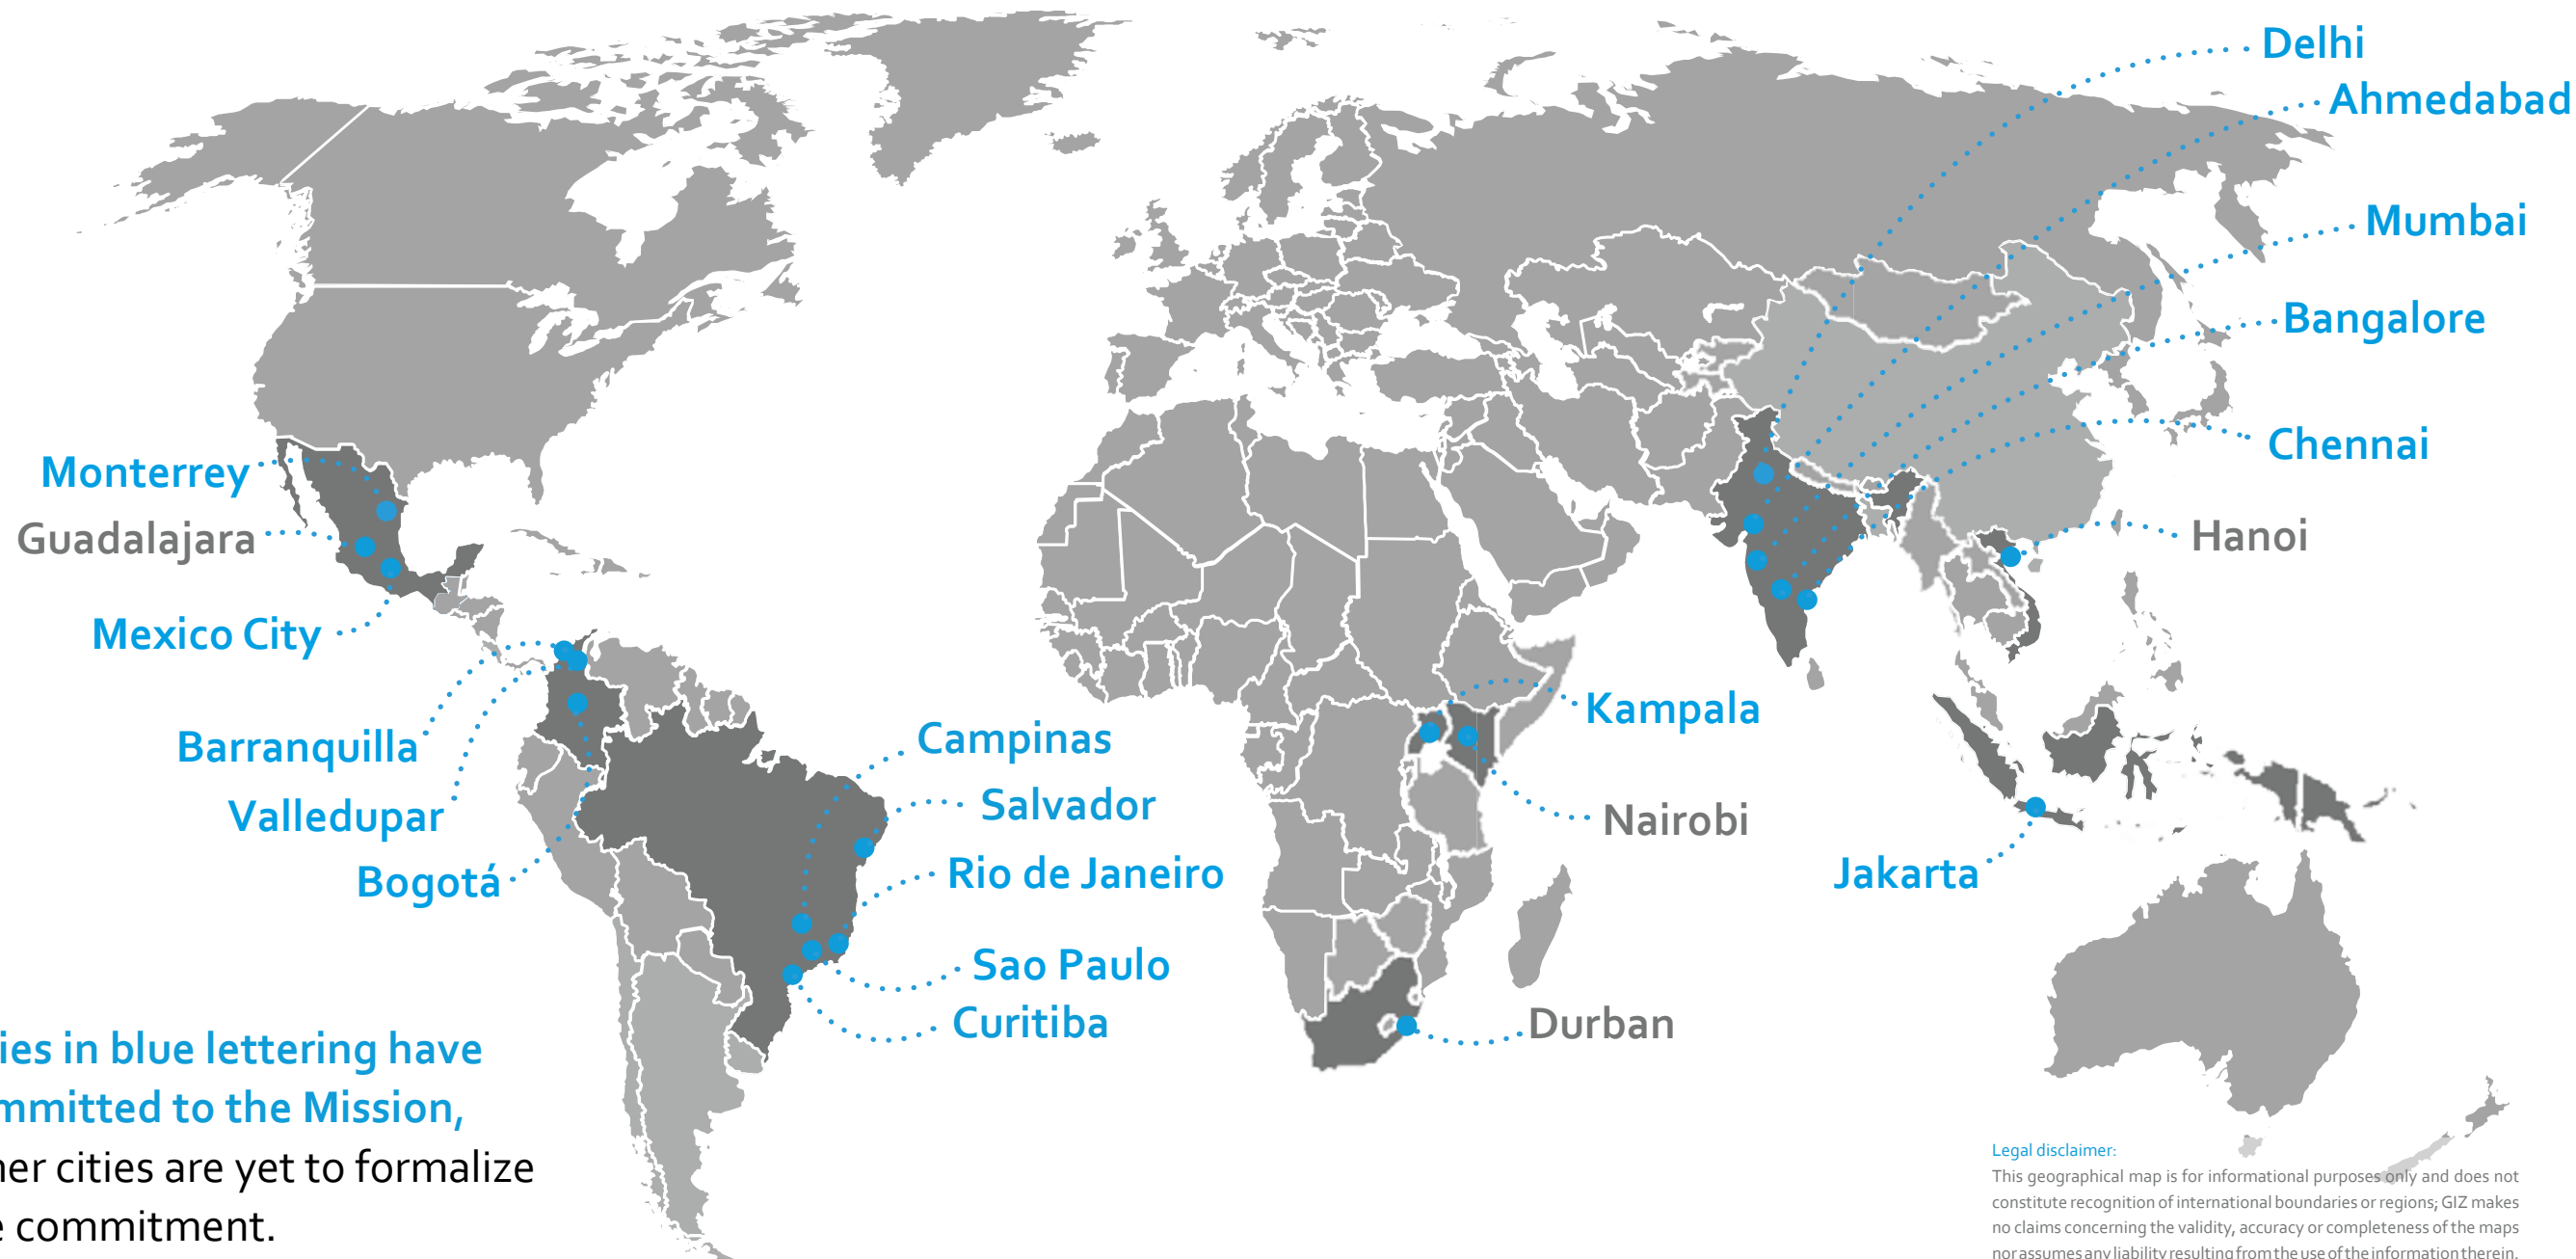 Delhi
Ahmedabad
Mumbai
Bangalore
Chennai
Hanoi
Monterrey
Guadalajara
Mexico City
Barranquilla
Valledupar
Bogotá
Campinas
Salvador
Rio de Janeiro
Sao Paulo
Curitiba
Kampala
Nairobi
Durban
Jakarta
ies in blue lettering have
mmitted to the Mission,
her cities are yet to formalize
e commitment.
Legal disclaimer:
This geographical map is for informational purposes only and does not
constitute recognition of international boundaries or regions; GIZ makes
no claims concerning the validity, accuracy or completeness of the maps
nor assumes any liability resulting from the use of the information therein.